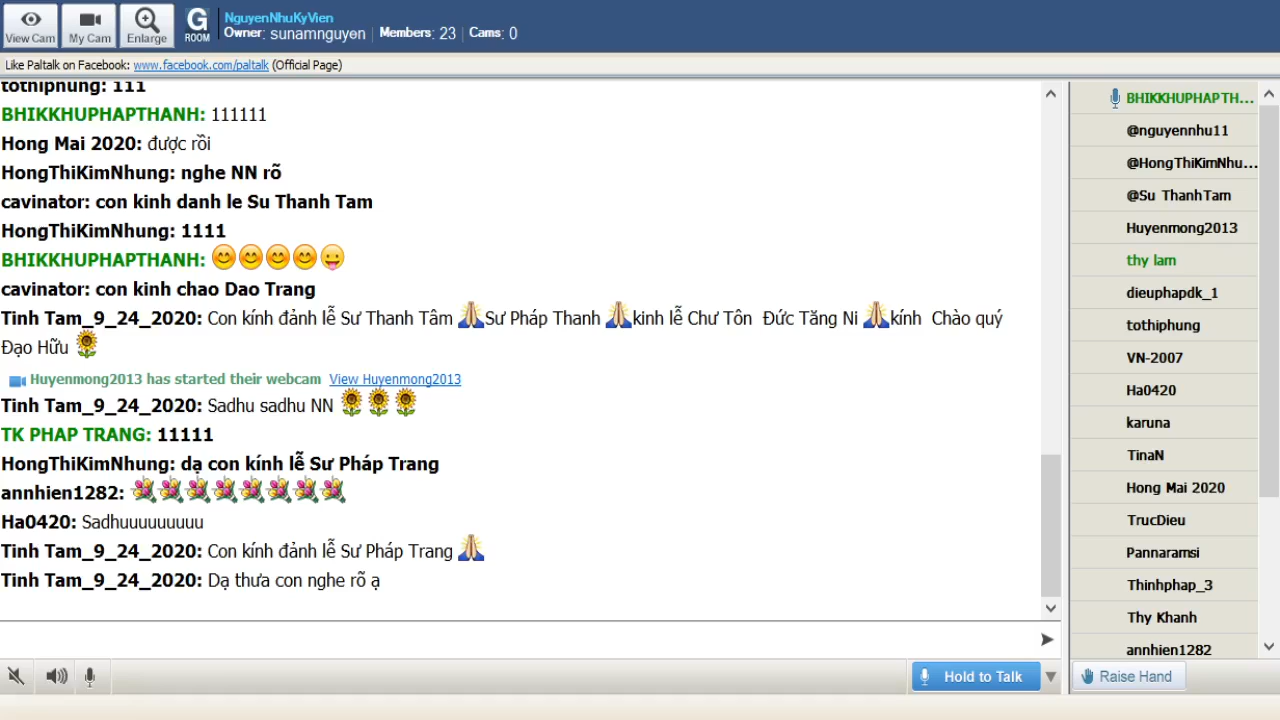 View Cam
My Cam
Enlarge
G
ROOM
NguyenNhuKyVien
Owner: sunamnguyen | Members: 23 | Cams: 0
Like Paltalk on Facebook: www.facebook.com/paltalk (Official Page)
tothiphung: 111
BHIKKHUPHAPTHANH: 111111
Hong Mai 2020: được rồi
HongThiKimNhung: nghe NN rõ
cavinator: con kinh danh le Su Thanh Tam
HongThiKimNhung: 1111
BHIKKHUPHAPTHANH:
cavinator: con kinh chao Dao Trang
Tinh Tam_9_24_2020: Con kính đảnh lễ Sư Thanh Tâm Sư Pháp Thanh kinh lễ Chư Tôn Đức Tăng Ni kính Chào quý
Đạo Hữu
Huyenmong2013 has started their webcam View Huyenmong2013
Tinh Tam_9_24_2020: Sadhu sadhu NN
TK PHAP TRANG: 11111
HongThiKimNhung: dạ con kính lễ Sư Pháp Trang
annhien1282:
Ha0420: Sadhuuuuuuuuu
Tinh Tam_9_24_2020: Con kính đảnh lễ Sư Pháp Trang
Tinh Tam_9_24_2020: Dạ thưa con nghe rõ ạ
Hold to Talk
BHIKKHUPHAPTH...
@nguyennhu11
@HongThiKimNhu...
@Su ThanhTam
Huyenmong2013
thy lam
dieuphapdk_1
tothiphung
VN-2007
Ha0420
karuna
TinaN
Hong Mai 2020
TrucDieu
Pannaramsi
Thinhphap_3
Thy Khanh
annhien1282
Raise Hand